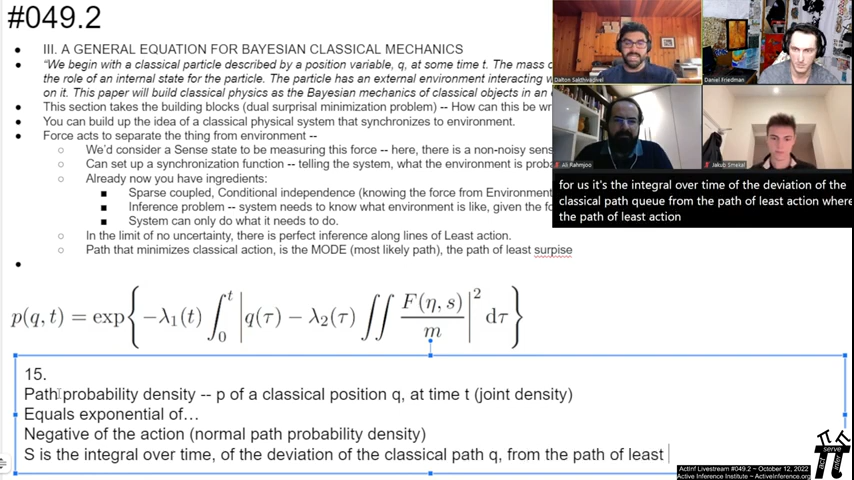 #049.2
III. A GENERAL EQUATION FOR BAYESIAN CLASSICAL MECHANICS
“We begin with a classical particle described by a position variable, q, at some time t. The mass o
the role of an internal state for the particle. The particle has an external environment interacting w
on it. This paper will build classical physics as the Bayesian mechanics of classical objects in an e
This section takes the building blocks (dual surprisal minimization problem) -- How can this be wr
You can build up the idea of a classical physical system that synchronizes to environment.
Force acts to separate the thing from environment --
We'd consider a Sense state to be measuring this force -- here, there is a non-noisy sens
Can set up a synchronization function -- telling the system, what the environment is proba
Already now you have ingredients:
Sparse coupled, Conditional independence (knowing the force from Environment
Inference problem -- system needs to know what environment is like, given the fo
System can only do what it needs to do.
In the limit of no uncertainty, there is perfect inference along lines of Least action.
Path that minimizes classical action, is the MODE (most likely path), the path of least surpise
p(q, t) = exp{ −λ₁(t) ∫₀ᵗ | q(τ) − λ₂(τ) ∬ F(η, s)/m |² dτ }
15.
Path probability density -- p of a classical position q, at time t (joint density)
Equals exponential of…
Negative of the action (normal path probability density)
S is the integral over time, of the deviation of the classical path q, from the path of least
Dalton Sakthivadivel
Daniel Friedman
Ali Rahmjoo
Jakub Smékal
for us it's the integral over time of the deviation of the
classical path queue from the path of least action where
the path of least action
serve
act
infer
ActInf Livestream #049.2 ~ October 12, 2022
Active Inference Institute ~ ActiveInference.org